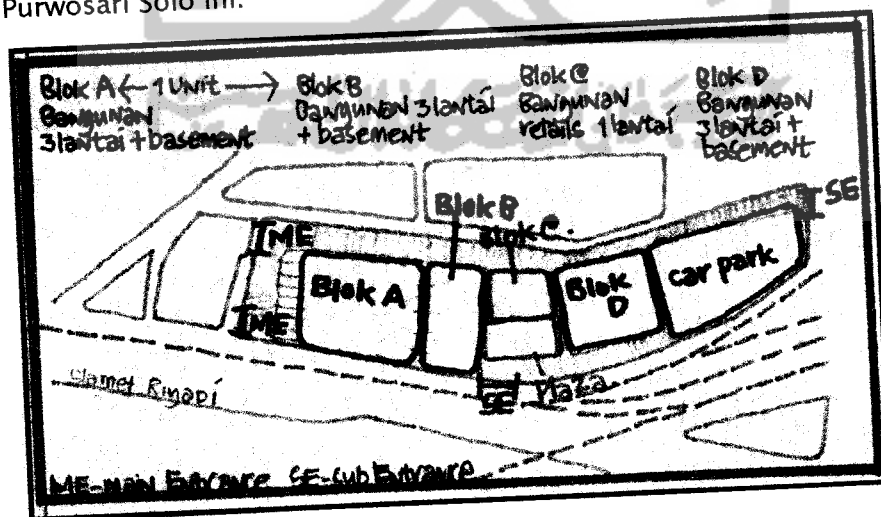 Purwosari Solo ini.
Blok A ← 1 Unit → Blok B
Bangunan
3 lantai + basement
Bangunan 3 lantai
+ basement
Blok C
Bangunan
retails 1 lantai
Blok D
Bangunan
3 lantai +
basement
SE
Blok B
Blok C.
ME
Blok A
Blok D
car park
ME
Slamet Riyadi
SE
Plaza
ME-main Entrance SE-sub Entrance